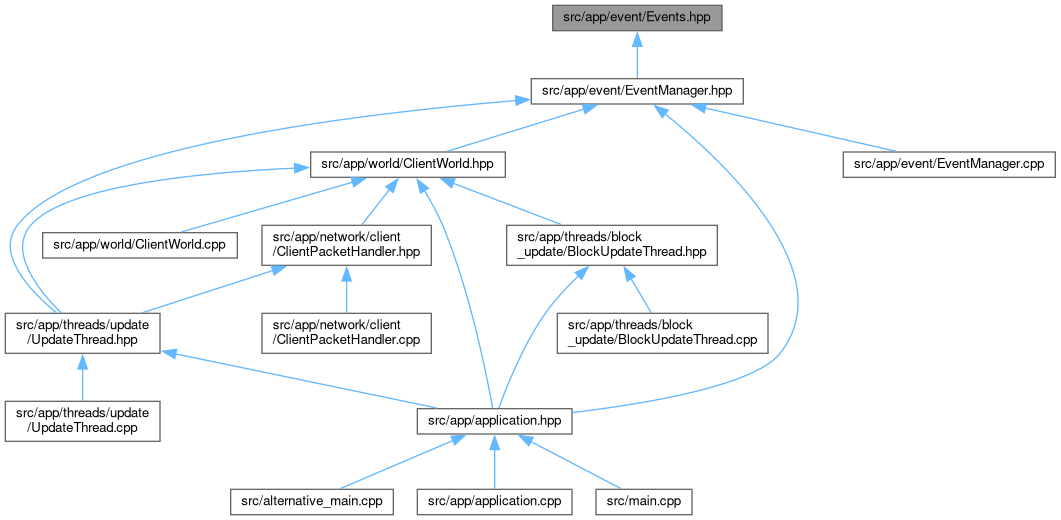 src/app/event/Events.hpp
src/app/event/EventManager.hpp
src/app/world/ClientWorld.hpp
src/app/event/EventManager.cpp
src/app/world/ClientWorld.cpp
src/app/network/client
/ClientPacketHandler.hpp
src/app/threads/block
_update/BlockUpdateThread.hpp
src/app/threads/update
/UpdateThread.hpp
src/app/network/client
/ClientPacketHandler.cpp
src/app/threads/block
_update/BlockUpdateThread.cpp
src/app/threads/update
/UpdateThread.cpp
src/app/application.hpp
src/alternative_main.cpp
src/app/application.cpp
src/main.cpp